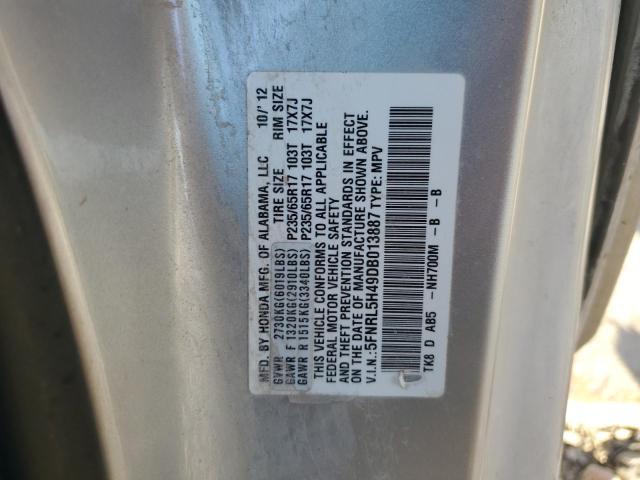 MFD. BY HONDA MFG. OF ALABAMA, LLC 10/'12
TIRE SIZE RIM SIZE
GVWR 2730KG(6019LBS)
GAWR F 1320KG(2910LBS) P235/65R17 103T 17X7J
GAWR R 1515KG(3340LBS) P235/65R17 103T 17X7J
THIS VEHICLE CONFORMS TO ALL APPLICABLE
FEDERAL MOTOR VEHICLE SAFETY
AND THEFT PREVENTION STANDARDS IN EFFECT
ON THE DATE OF MANUFACTURE SHOWN ABOVE.
V.I.N.: 5FNRL5H49DB013887 TYPE: MPV
TK8 D AB5 -NH700M -B -B